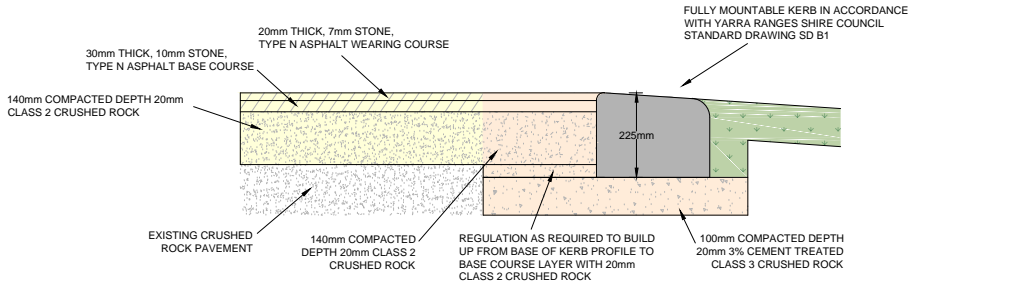 FULLY MOUNTABLE KERB IN ACCORDANCE
WITH YARRA RANGES SHIRE COUNCIL
STANDARD DRAWING SD B1
20mm THICK, 7mm STONE,
TYPE N ASPHALT WEARING COURSE
30mm THICK, 10mm STONE,
TYPE N ASPHALT BASE COURSE
140mm COMPACTED DEPTH 20mm
CLASS 2 CRUSHED ROCK
225mm
EXISTING CRUSHED
ROCK PAVEMENT
140mm COMPACTED
DEPTH 20mm CLASS 2
CRUSHED ROCK
REGULATION AS REQUIRED TO BUILD
UP FROM BASE OF KERB PROFILE TO
BASE COURSE LAYER WITH 20mm
CLASS 2 CRUSHED ROCK
100mm COMPACTED DEPTH
20mm 3% CEMENT TREATED
CLASS 3 CRUSHED ROCK